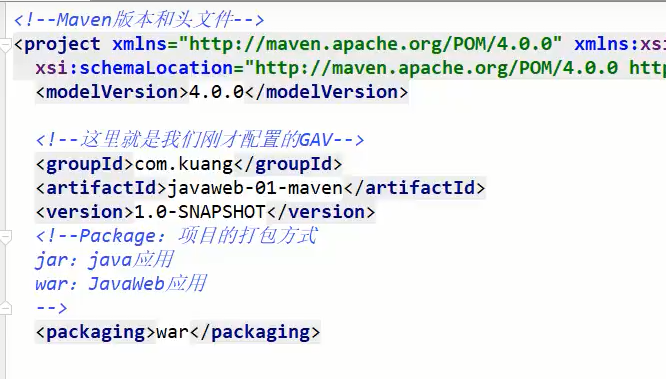 <!--Maven版本和头文件-->
<project xmlns="http://maven.apache.org/POM/4.0.0" xmlns:xsi
xsi:schemaLocation="http://maven.apache.org/POM/4.0.0 http
<modelVersion>4.0.0</modelVersion>
<!--这里就是我们刚才配置的GAV-->
<groupId>com.kuang</groupId>
<artifactId>javaweb-01-maven</artifactId>
<version>1.0-SNAPSHOT</version>
<!--Package：项目的打包方式
jar：java应用
war：JavaWeb应用
-->
<packaging>war</packaging>